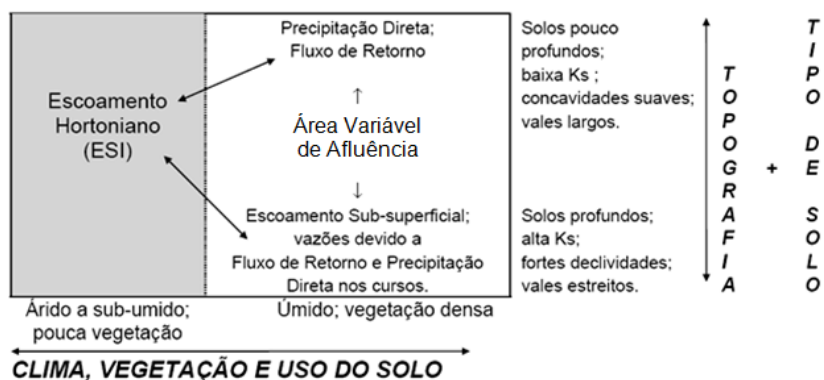 Precipitação Direta;
Fluxo de Retorno
Escoamento
Hortoniano
(ESI)
↑
Área Variável
de Afluência
↓
Escoamento Sub-superficial;
vazões devido a
Fluxo de Retorno e Precipitação
Direta nos cursos.
Solos pouco
profundos;
baixa Ks ;
concavidades suaves;
vales largos.
Solos profundos;
alta Ks;
fortes declividades;
vales estreitos.
TOPOGRAFIA
+
TIPO DE SOLO
Árido a sub-umido;
pouca vegetação
Úmido; vegetação densa
CLIMA, VEGETAÇÃO E USO DO SOLO